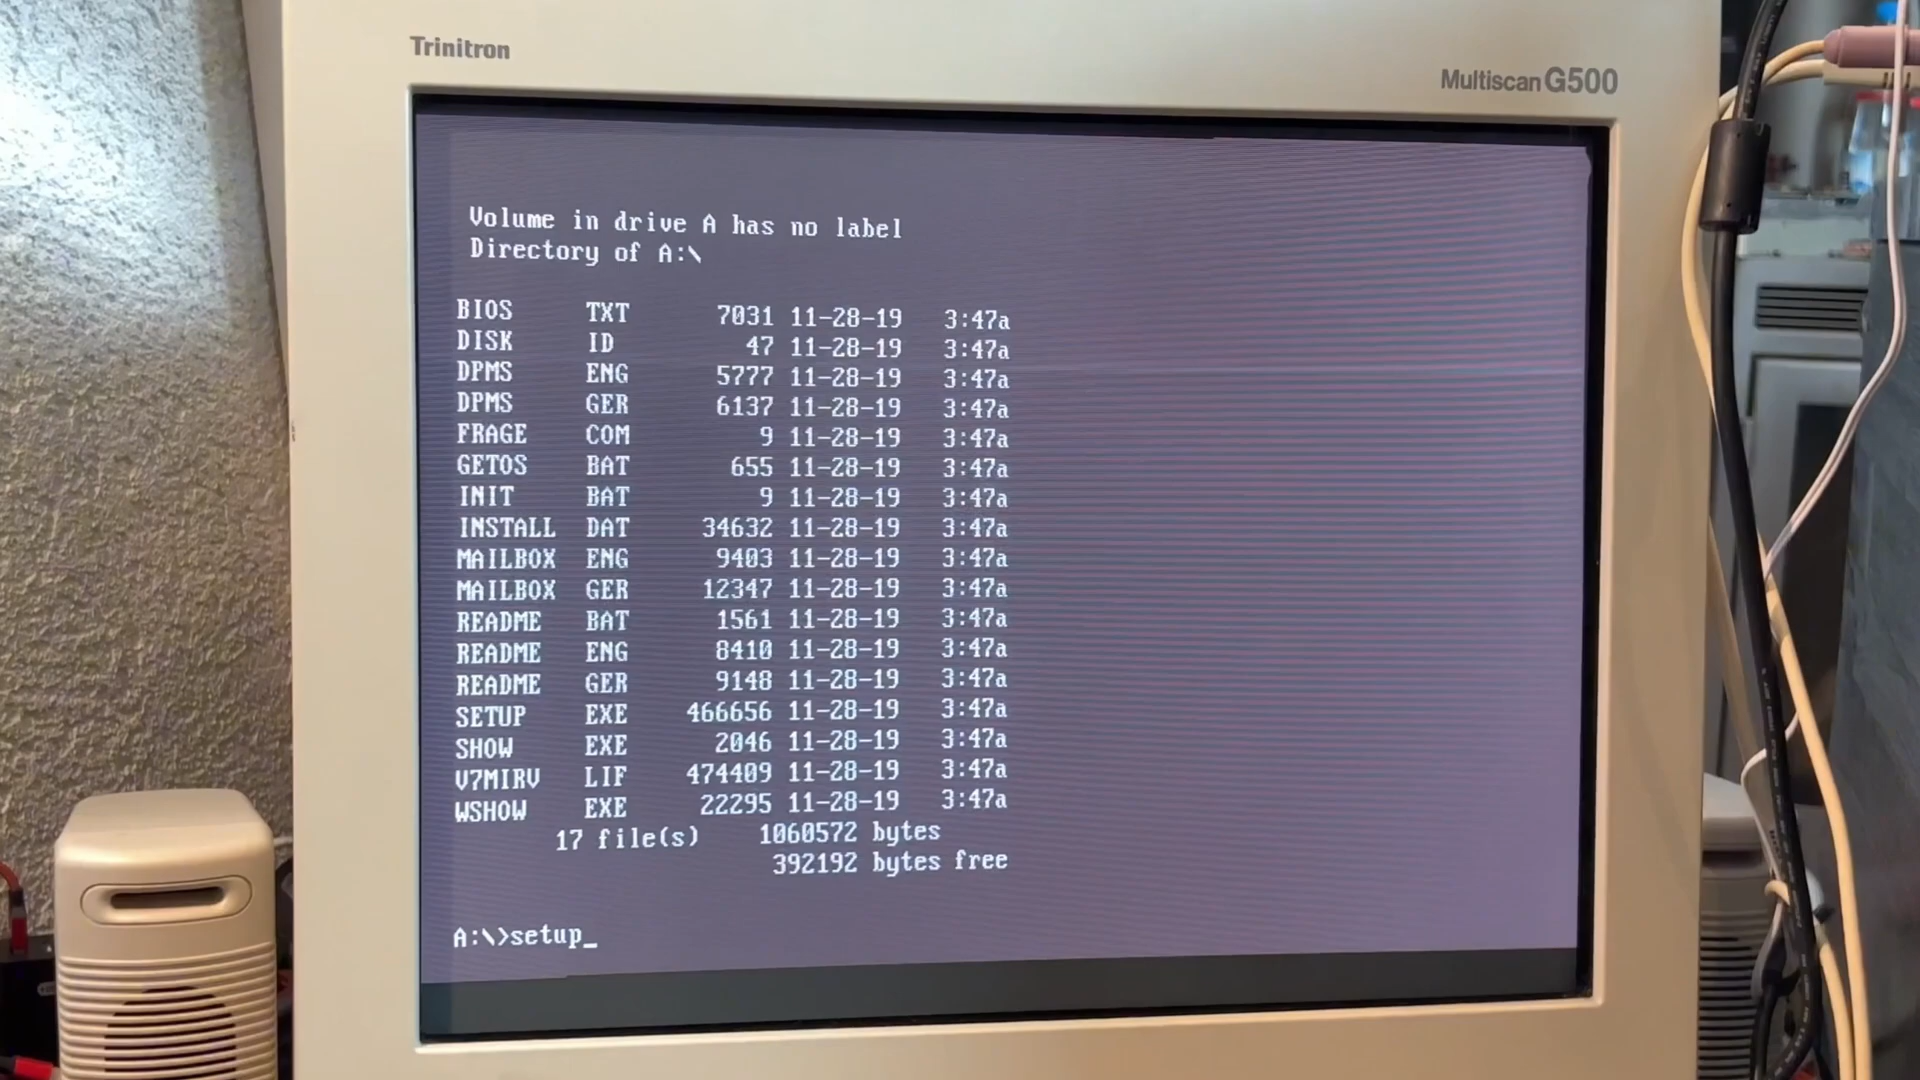 Trinitron
Multiscan G500
Volume in drive A has no label
Directory of A:\
BIOS TXT 7031 11-28-19 3:47a
DISK ID 47 11-28-19 3:47a
DPMS ENG 5777 11-28-19 3:47a
DPMS GER 6137 11-28-19 3:47a
FRAGE COM 9 11-28-19 3:47a
GETOS BAT 655 11-28-19 3:47a
INIT BAT 9 11-28-19 3:47a
INSTALL DAT 34632 11-28-19 3:47a
MAILBOX ENG 9403 11-28-19 3:47a
MAILBOX GER 12347 11-28-19 3:47a
README BAT 1561 11-28-19 3:47a
README ENG 8410 11-28-19 3:47a
README GER 9148 11-28-19 3:47a
SETUP EXE 466656 11-28-19 3:47a
SHOW EXE 2046 11-28-19 3:47a
V7MIRV LIF 474409 11-28-19 3:47a
WSHOW EXE 22295 11-28-19 3:47a
17 file(s) 1060572 bytes
392192 bytes free
A:\>setup_